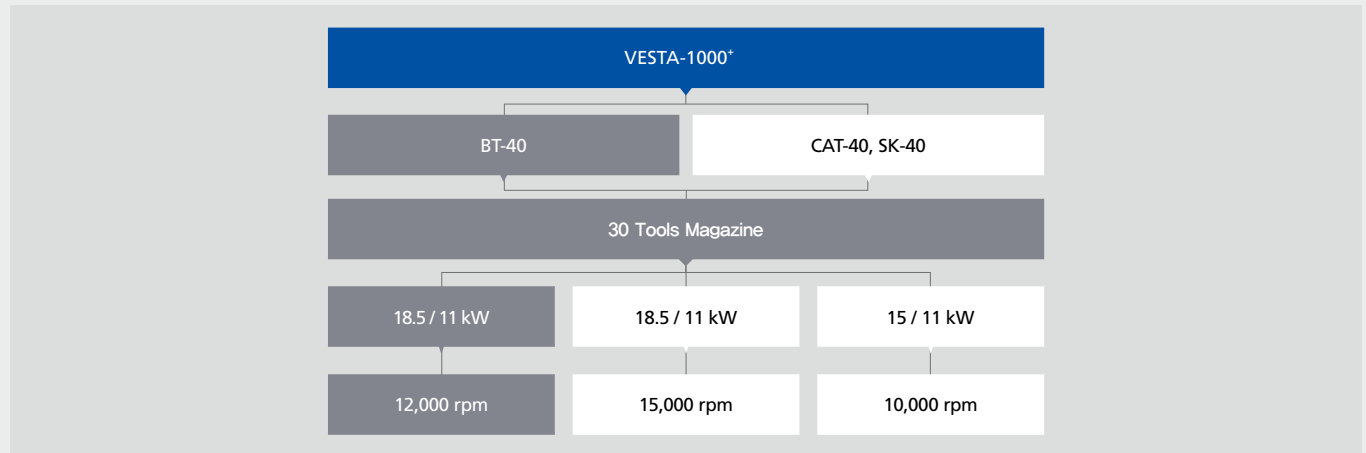 VESTA-1000⁺
BT-40
CAT-40, SK-40
30 Tools Magazine
18.5 / 11 kW
18.5 / 11 kW
15 / 11 kW
12,000 rpm
15,000 rpm
10,000 rpm